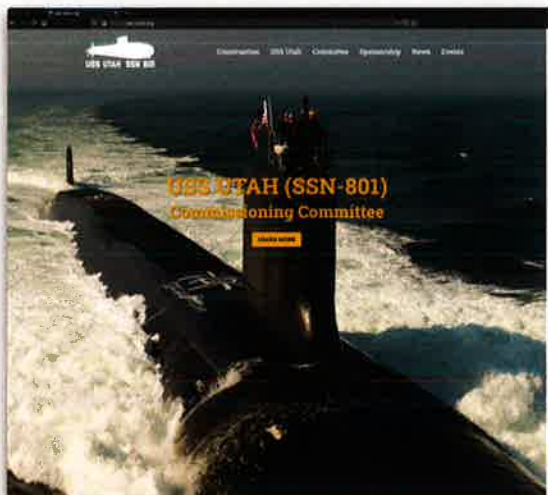 USS UTAH SSN 801
Construction USS Utah Committee Sponsorship News Events
USS UTAH (SSN-801)
Commissioning Committee
LEARN MORE